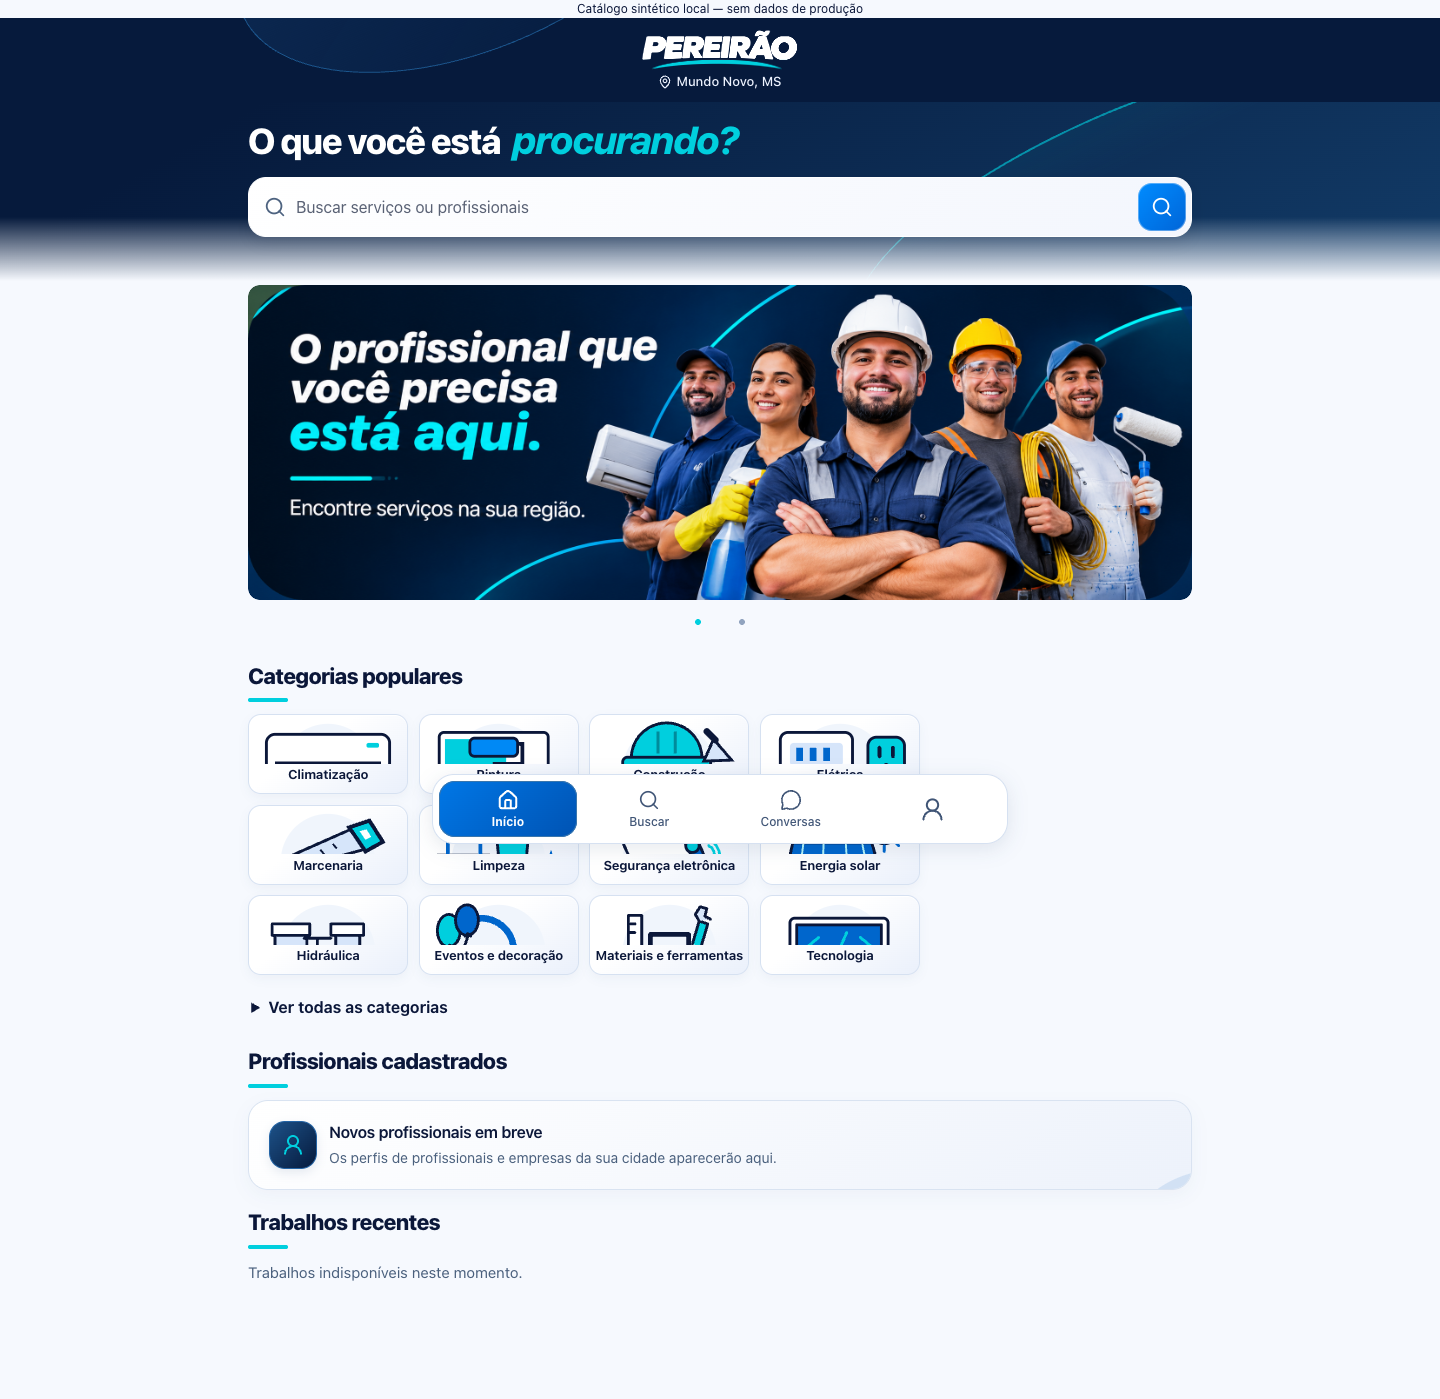 Catálogo sintético local — sem dados de produção
PEREIRÃO
Mundo Novo, MS
O que você está procurando?
Buscar serviços ou profissionais
O profissional que
você precisa
está aqui.
Encontre serviços na sua região.
Categorias populares
Climatização
Pintura
Construção
Elétrica
Início
Buscar
Conversas
Marcenaria
Limpeza
Segurança eletrônica
Energia solar
Hidráulica
Eventos e decoração
Materiais e ferramentas
Tecnologia
Ver todas as categorias
Profissionais cadastrados
Novos profissionais em breve
Os perfis de profissionais e empresas da sua cidade aparecerão aqui.
Trabalhos recentes
Trabalhos indisponíveis neste momento.